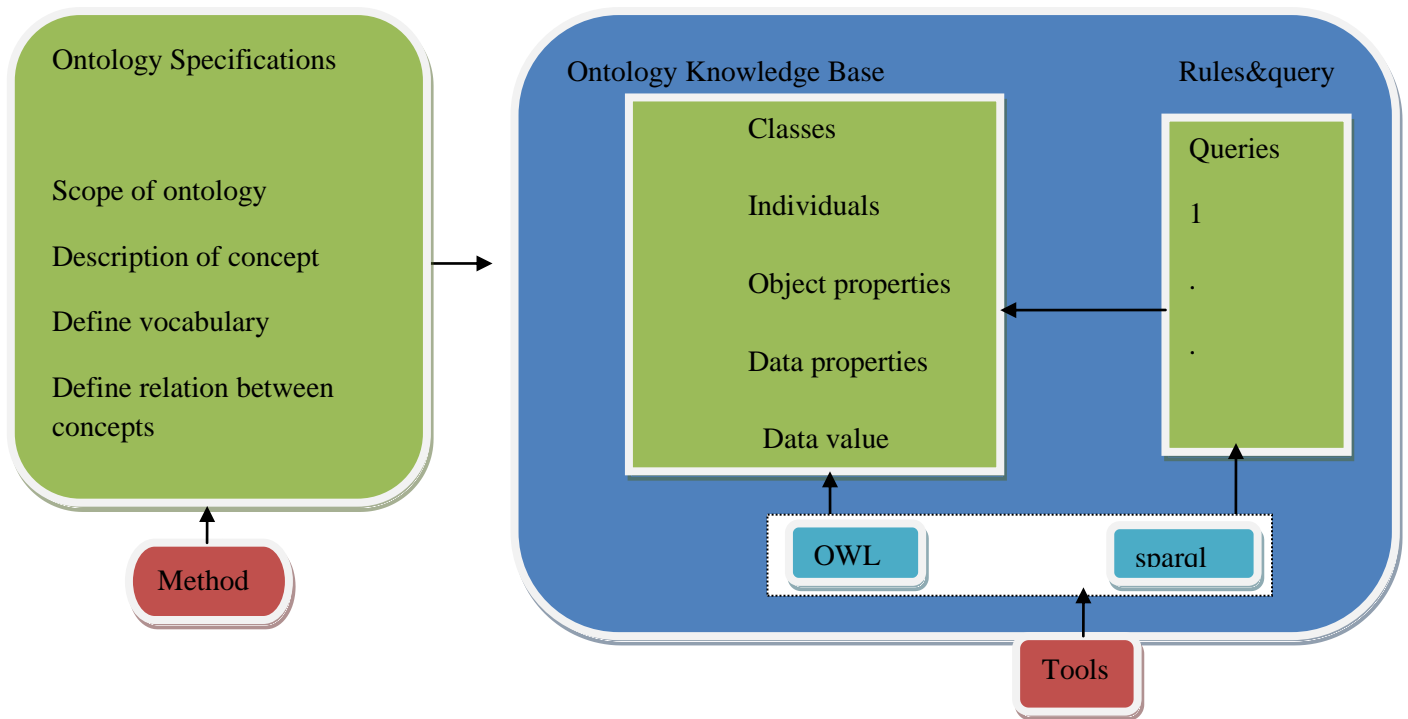 Ontology Specifications
Scope of ontology
Description of concept
Define vocabulary
Define relation between
concepts
Method
Ontology Knowledge Base
Classes
Individuals
Object properties
Data properties
Data value
Rules&query
Queries
1
.
.
OWL
sparql
Tools